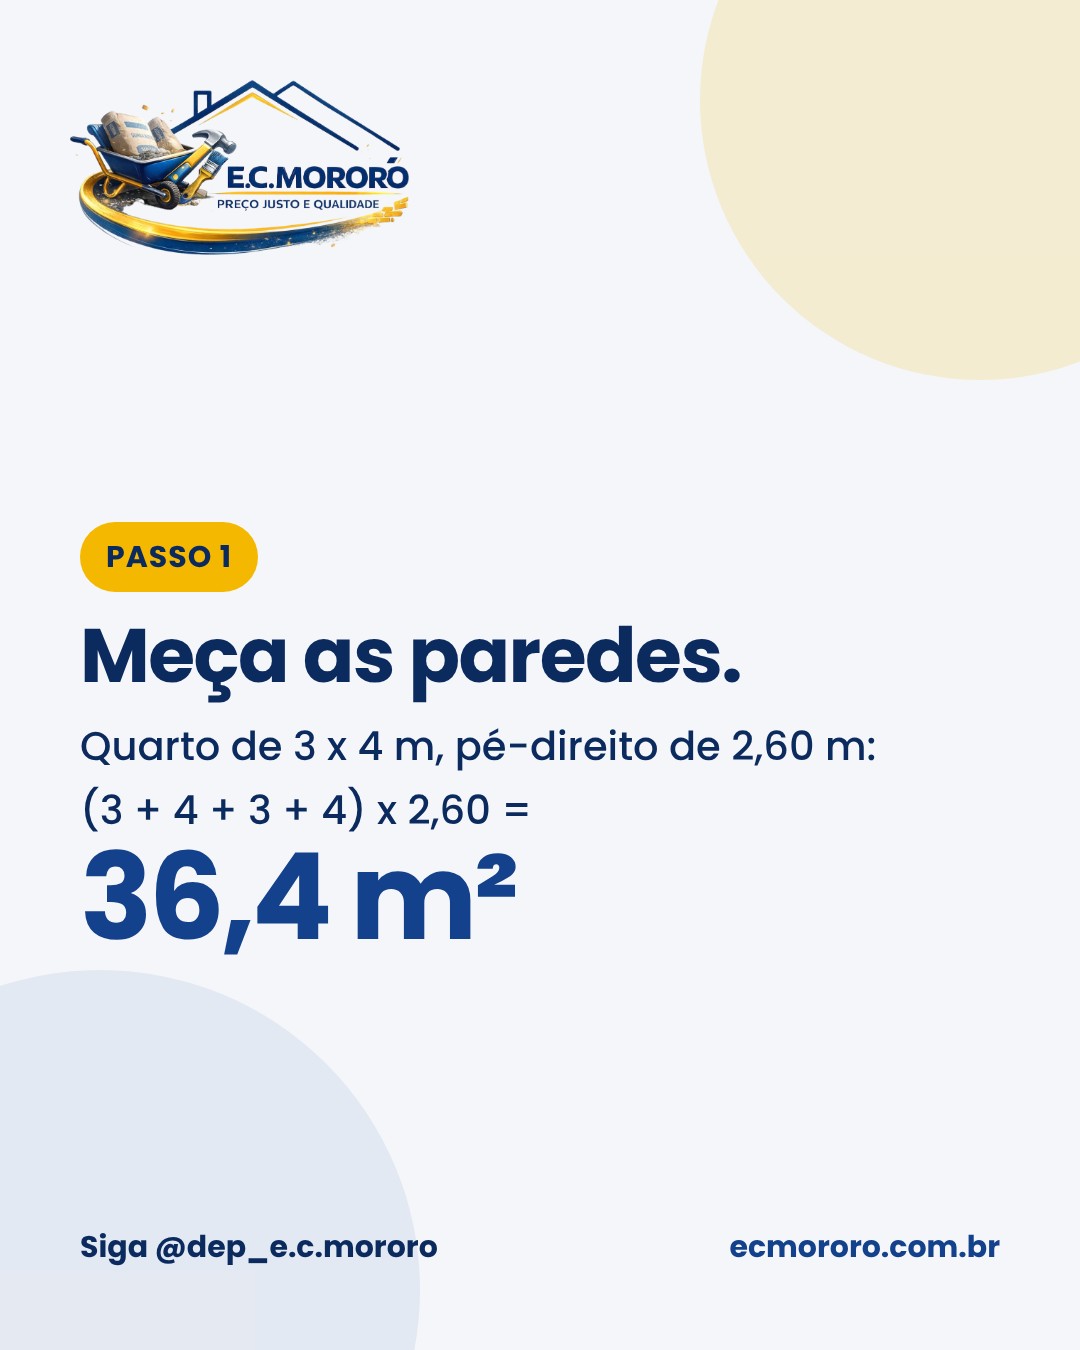 E.C.MORORÓ
PREÇO JUSTO E QUALIDADE
PASSO 1
Meça as paredes.
Quarto de 3 x 4 m, pé-direito de 2,60 m:
(3 + 4 + 3 + 4) x 2,60 =
36,4 m²
Siga @dep_e.c.mororo
ecmororo.com.br